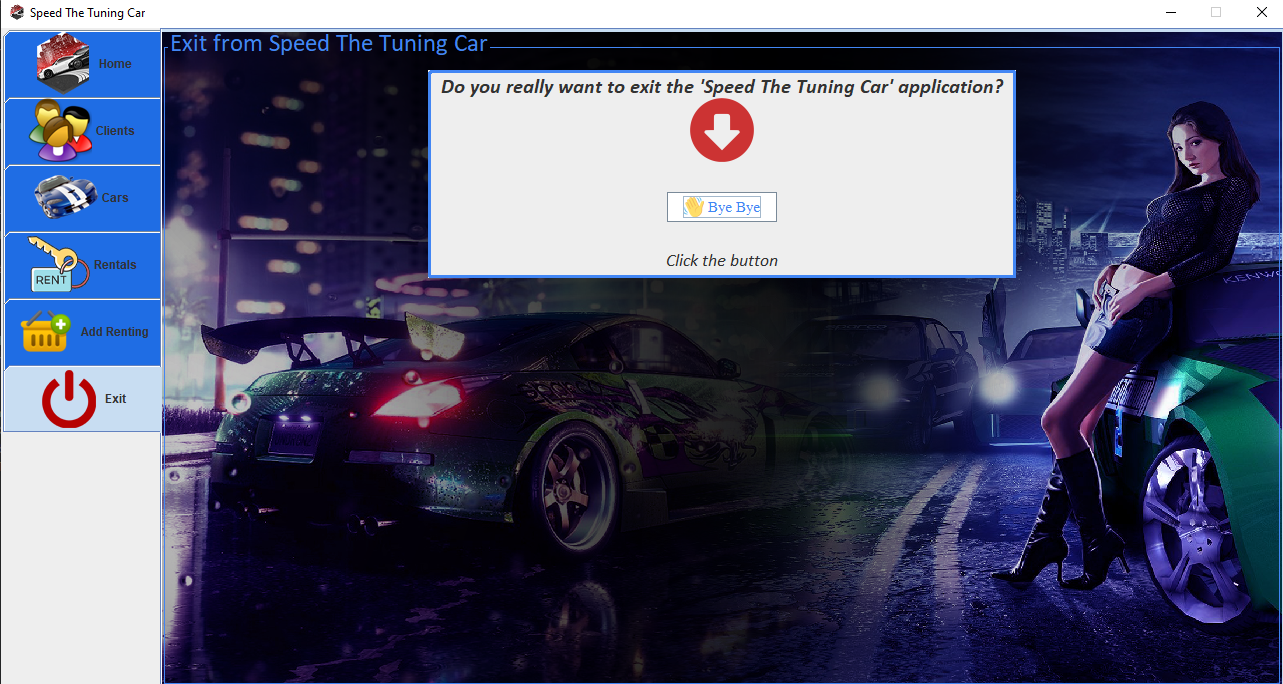 Speed The Tuning Car
Home
Clients
Cars
RENT
Rentals
Add Renting
Exit
Exit from Speed The Tuning Car
Do you really want to exit the 'Speed The Tuning Car' application?
Bye Bye
Click the button